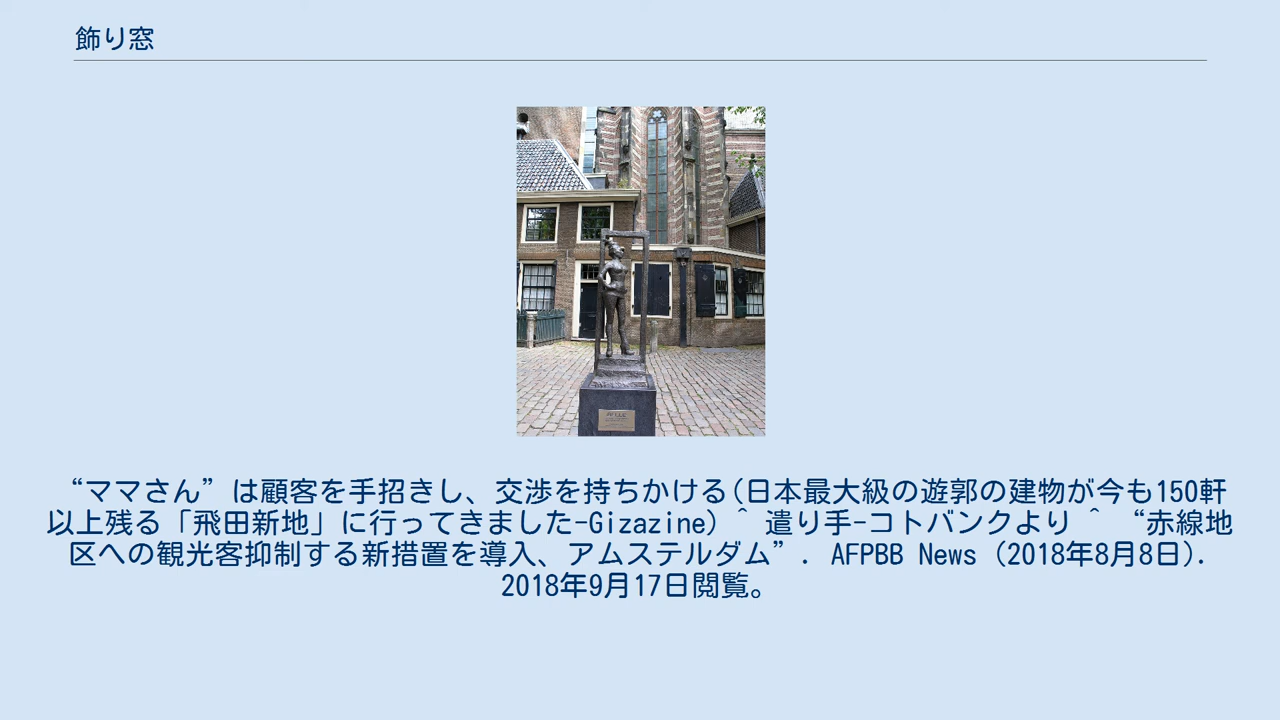 飾り窓
“ママさん”は顧客を手招きし、交渉を持ちかける(日本最大級の遊郭の建物が今も150軒
以上残る「飛田新地」に行ってきました-Gizazine) ^ 遣り手-コトバンクより ^ “赤線地
区への観光客抑制する新措置を導入、アムステルダム”. AFPBB News (2018年8月8日).
2018年9月17日閲覧。